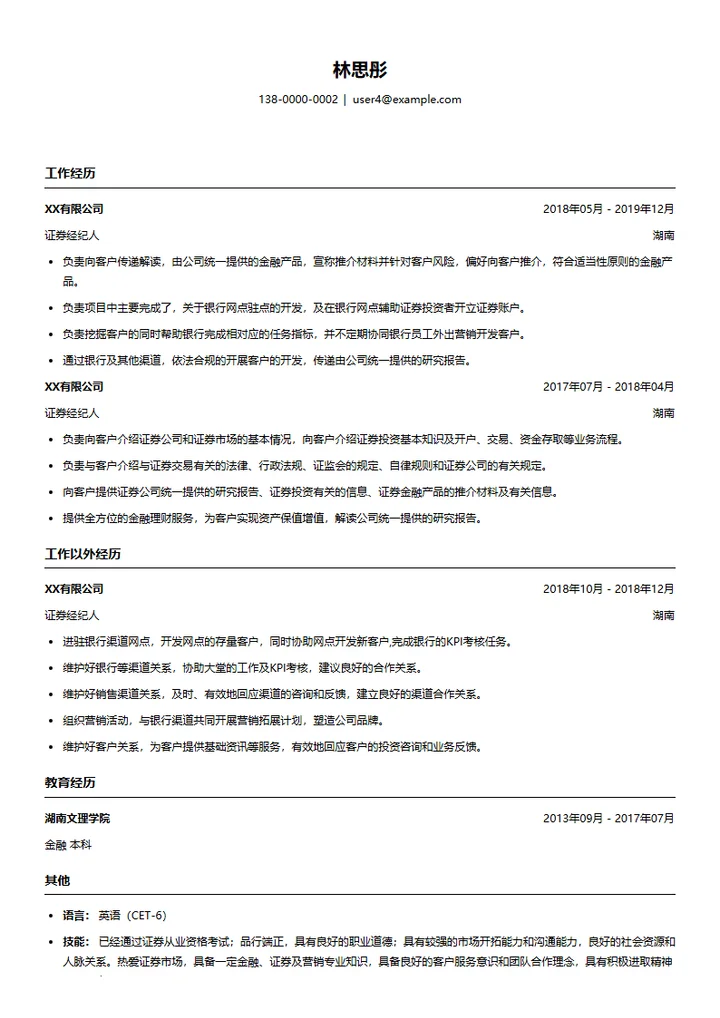 林思彤
138-0000-0002 | user4@example.com
工作经历
XX有限公司 2018年05月 - 2019年12月
证券经纪人 湖南
• 负责向客户传递解读，由公司统一提供的金融产品，宣称推介材料并针对客户风险，偏好向客户推介，符合适当性原则的金融产
品。
• 负责项目中主要完成了，关于银行网点驻点的开发，及在银行网点辅助证券投资者开立证券账户。
• 负责挖掘客户的同时帮助银行完成相对应的任务指标，并不定期协同银行员工外出营销开发客户。
• 通过银行及其他渠道，依法合规的开展客户的开发，传递由公司统一提供的研究报告。
XX有限公司 2017年07月 - 2018年04月
证券经纪人 湖南
• 负责向客户介绍证券公司和证券市场的基本情况，向客户介绍证券投资基本知识及开户、交易、资金存取等业务流程。
• 负责与客户介绍与证券交易有关的法律、行政法规、证监会的规定、自律规则和证券公司的有关规定。
• 向客户提供证券公司统一提供的研究报告、证券投资有关的信息、证券金融产品的推介材料及有关信息。
• 提供全方位的金融理财服务，为客户实现资产保值增值，解读公司统一提供的研究报告。
工作以外经历
XX有限公司 2018年10月 - 2018年12月
证券经纪人 湖南
• 进驻银行渠道网点，开发网点的存量客户，同时协助网点开发新客户,完成银行的KPI考核任务。
• 维护好银行等渠道关系，协助大堂的工作及KPI考核，建议良好的合作关系。
• 维护好销售渠道关系，及时、有效地回应渠道的咨询和反馈，建立良好的渠道合作关系。
• 组织营销活动，与银行渠道共同开展营销拓展计划，塑造公司品牌。
• 维护好客户关系，为客户提供基础资讯等服务，有效地回应客户的投资咨询和业务反馈。
教育经历
湖南文理学院 2013年09月 - 2017年07月
金融 本科
其他
• 语言： 英语（CET-6）
• 技能： 已经通过证券从业资格考试；品行端正，具有良好的职业道德；具有较强的市场开拓能力和沟通能力，良好的社会资源和
人脉关系。热爱证券市场，具备一定金融、证券及营销专业知识，具备良好的客户服务意识和团队合作理念，具有积极进取精神